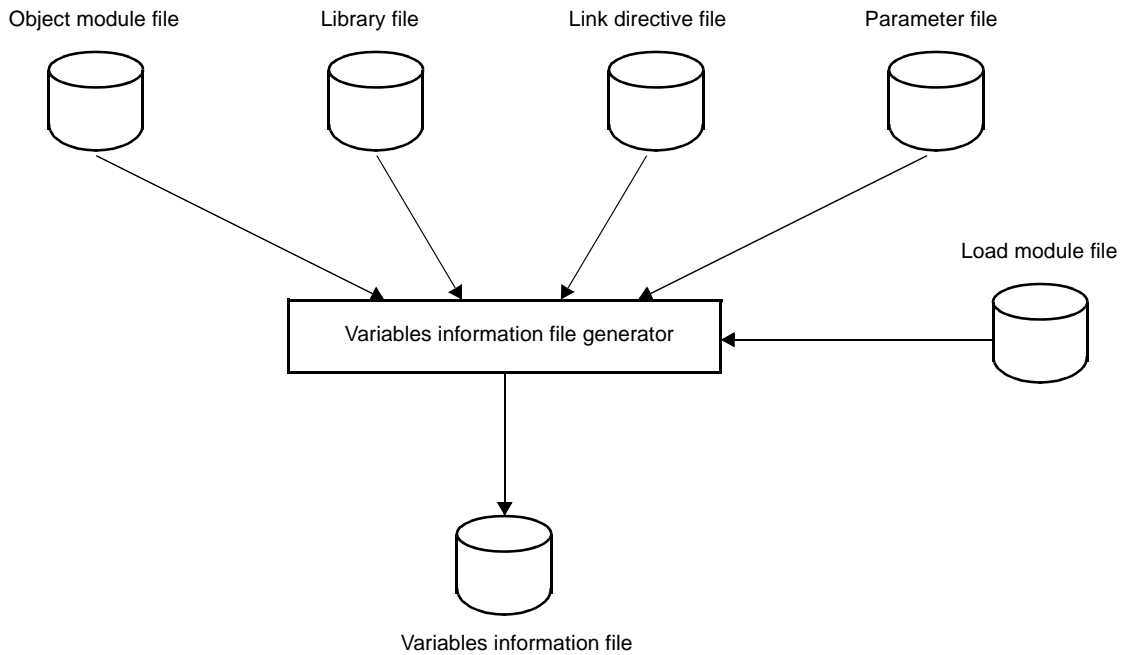 Object module file
Library file
Link directive file
Parameter file
Load module file
Variables information file generator
Variables information file